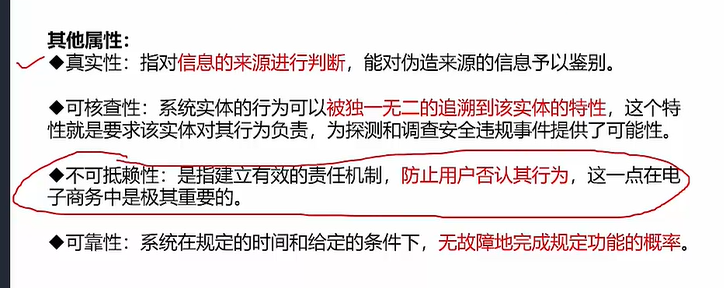 其他属性：
◆真实性：指对信息的来源进行判断，能对伪造来源的信息予以鉴别。
◆可核查性：系统实体的行为可以被独一无二的追溯到该实体的特性，这个特
性就是要求该实体对其行为负责，为探测和调查安全违规事件提供了可能性。
◆不可抵赖性：是指建立有效的责任机制，防止用户否认其行为，这一点在电
子商务中是极其重要的。
◆可靠性：系统在规定的时间和给定的条件下，无故障地完成规定功能的概率。